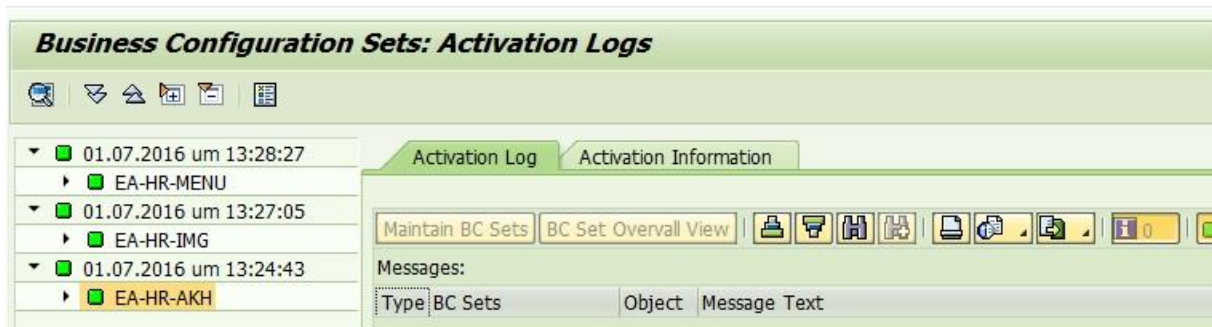 Business Configuration Sets: Activation Logs
01.07.2016 um 13:28:27
EA-HR-MENU
01.07.2016 um 13:27:05
EA-HR-IMG
01.07.2016 um 13:24:43
EA-HR-AKH
Activation Log Activation Information
Maintain BC Sets BC Set Overvall View 0
Messages:
Type BC Sets Object Message Text